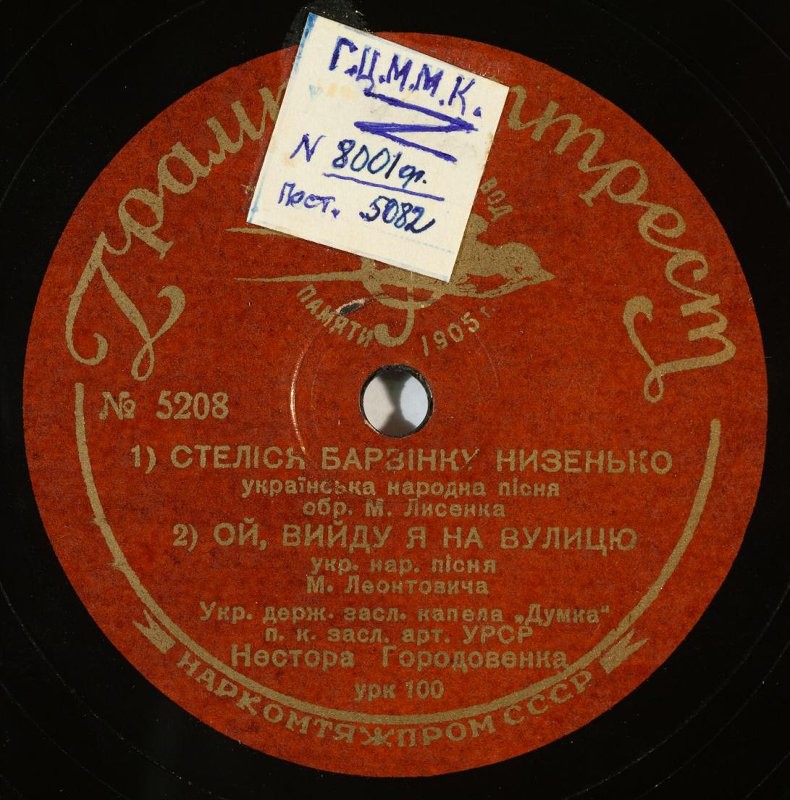 Г.Ц.М.М.К.
N 8001 ф.
Пост. 5082
ПАМЯТИ 1905 г.
№ 5208
1) СТЕЛІСЯ БАРВІНКУ НИЗЕНЬКО
українська народна пісня
обр. М. Лисенка
2) ОЙ, ВИЙДУ Я НА ВУЛИЦЮ
укр. нар. пісня
М. Леонтовича
Укр. держ. засл. капела „Думка“
п. к. засл. арт. УРСР
Нестора Городовенка
урк 100
НАРКОМТЯЖПРОМ СССР